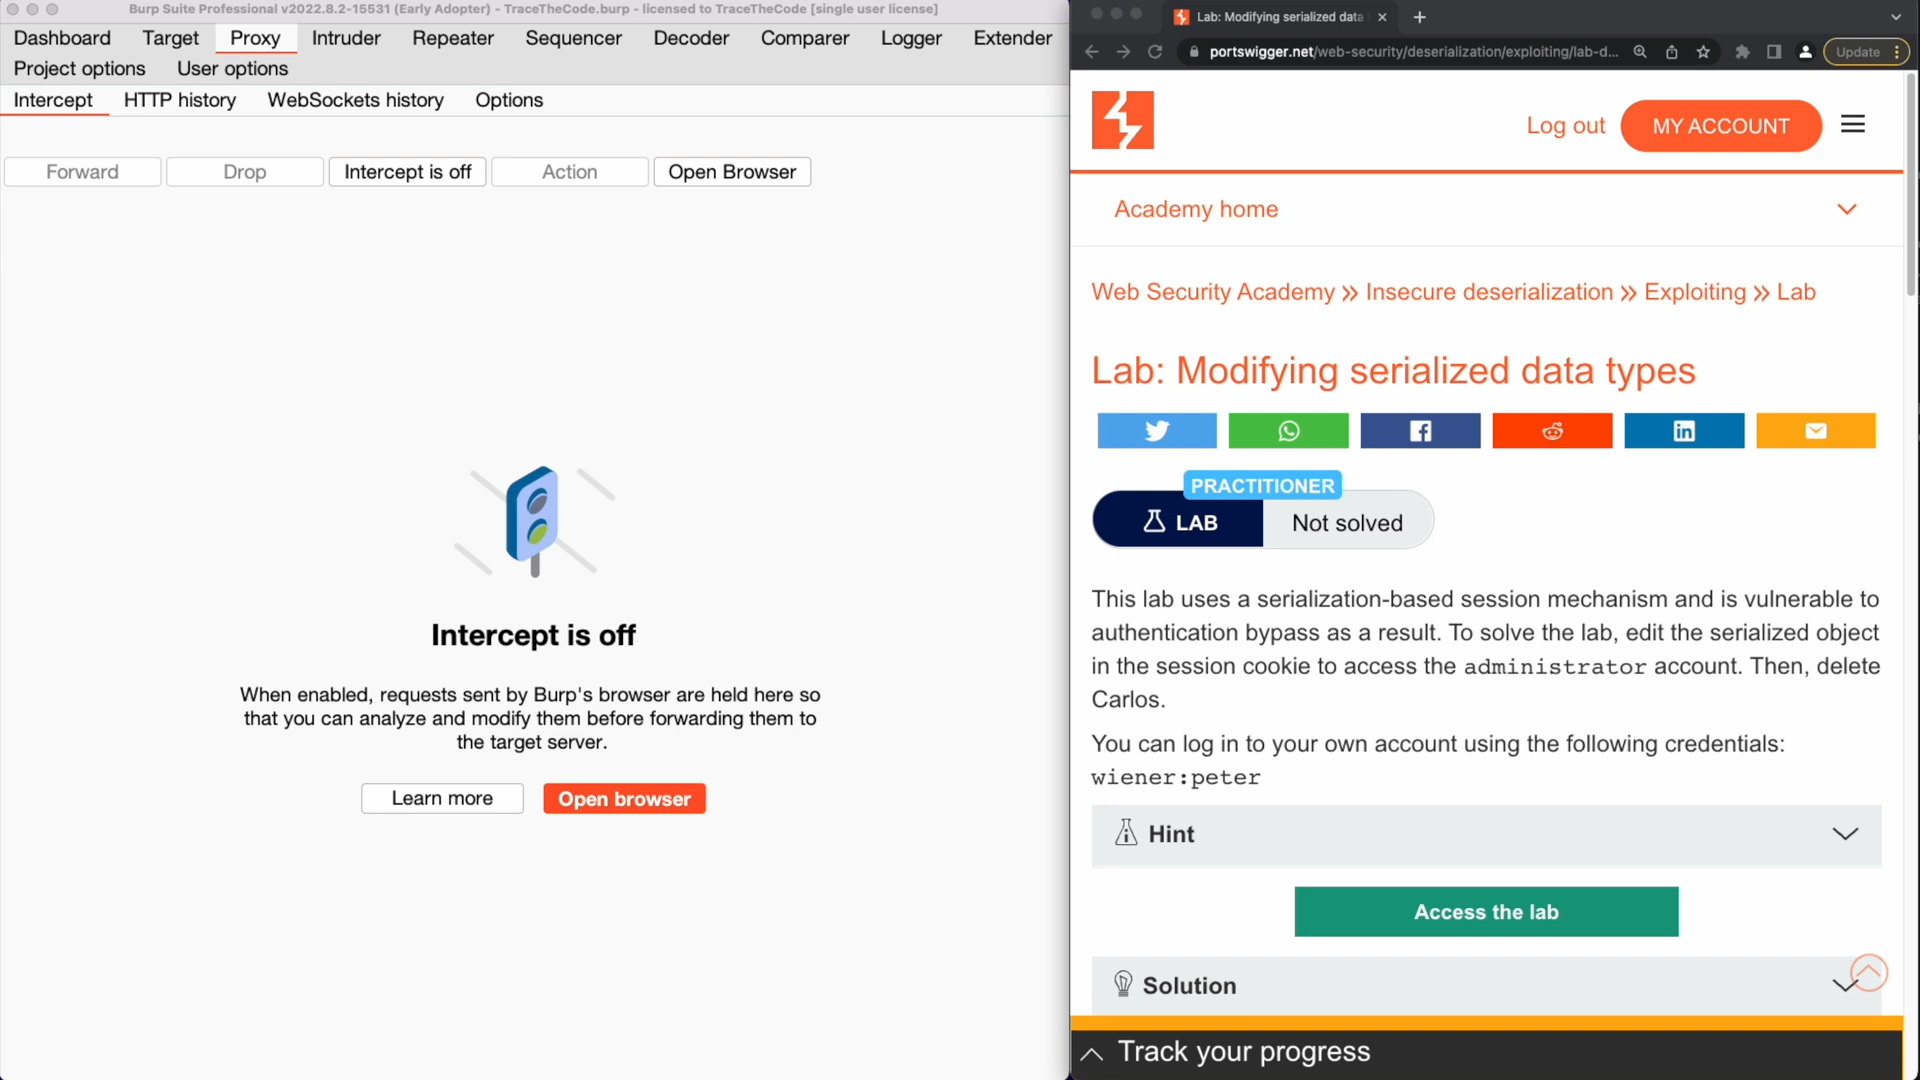 Burp Suite Professional v2022.8.2-15531 (Early Adopter) - TraceTheCode.burp - licensed to TraceTheCode [single user license]
Dashboard Target Proxy Intruder Repeater Sequencer Decoder Comparer Logger Extender
Project options User options
Intercept HTTP history WebSockets history Options
Forward Drop Intercept is off Action Open Browser
Intercept is off
When enabled, requests sent by Burp's browser are held here so
that you can analyze and modify them before forwarding them to
the target server.
Learn more Open browser
Lab: Modifying serialized data
portswigger.net/web-security/deserialization/exploiting/lab-d... Update
Log out MY ACCOUNT
Academy home
Web Security Academy » Insecure deserialization » Exploiting » Lab
Lab: Modifying serialized data types
PRACTITIONER
LAB Not solved
This lab uses a serialization-based session mechanism and is vulnerable to
authentication bypass as a result. To solve the lab, edit the serialized object
in the session cookie to access the administrator account. Then, delete
Carlos.
You can log in to your own account using the following credentials:
wiener:peter
Hint
Access the lab
Solution
Track your progress